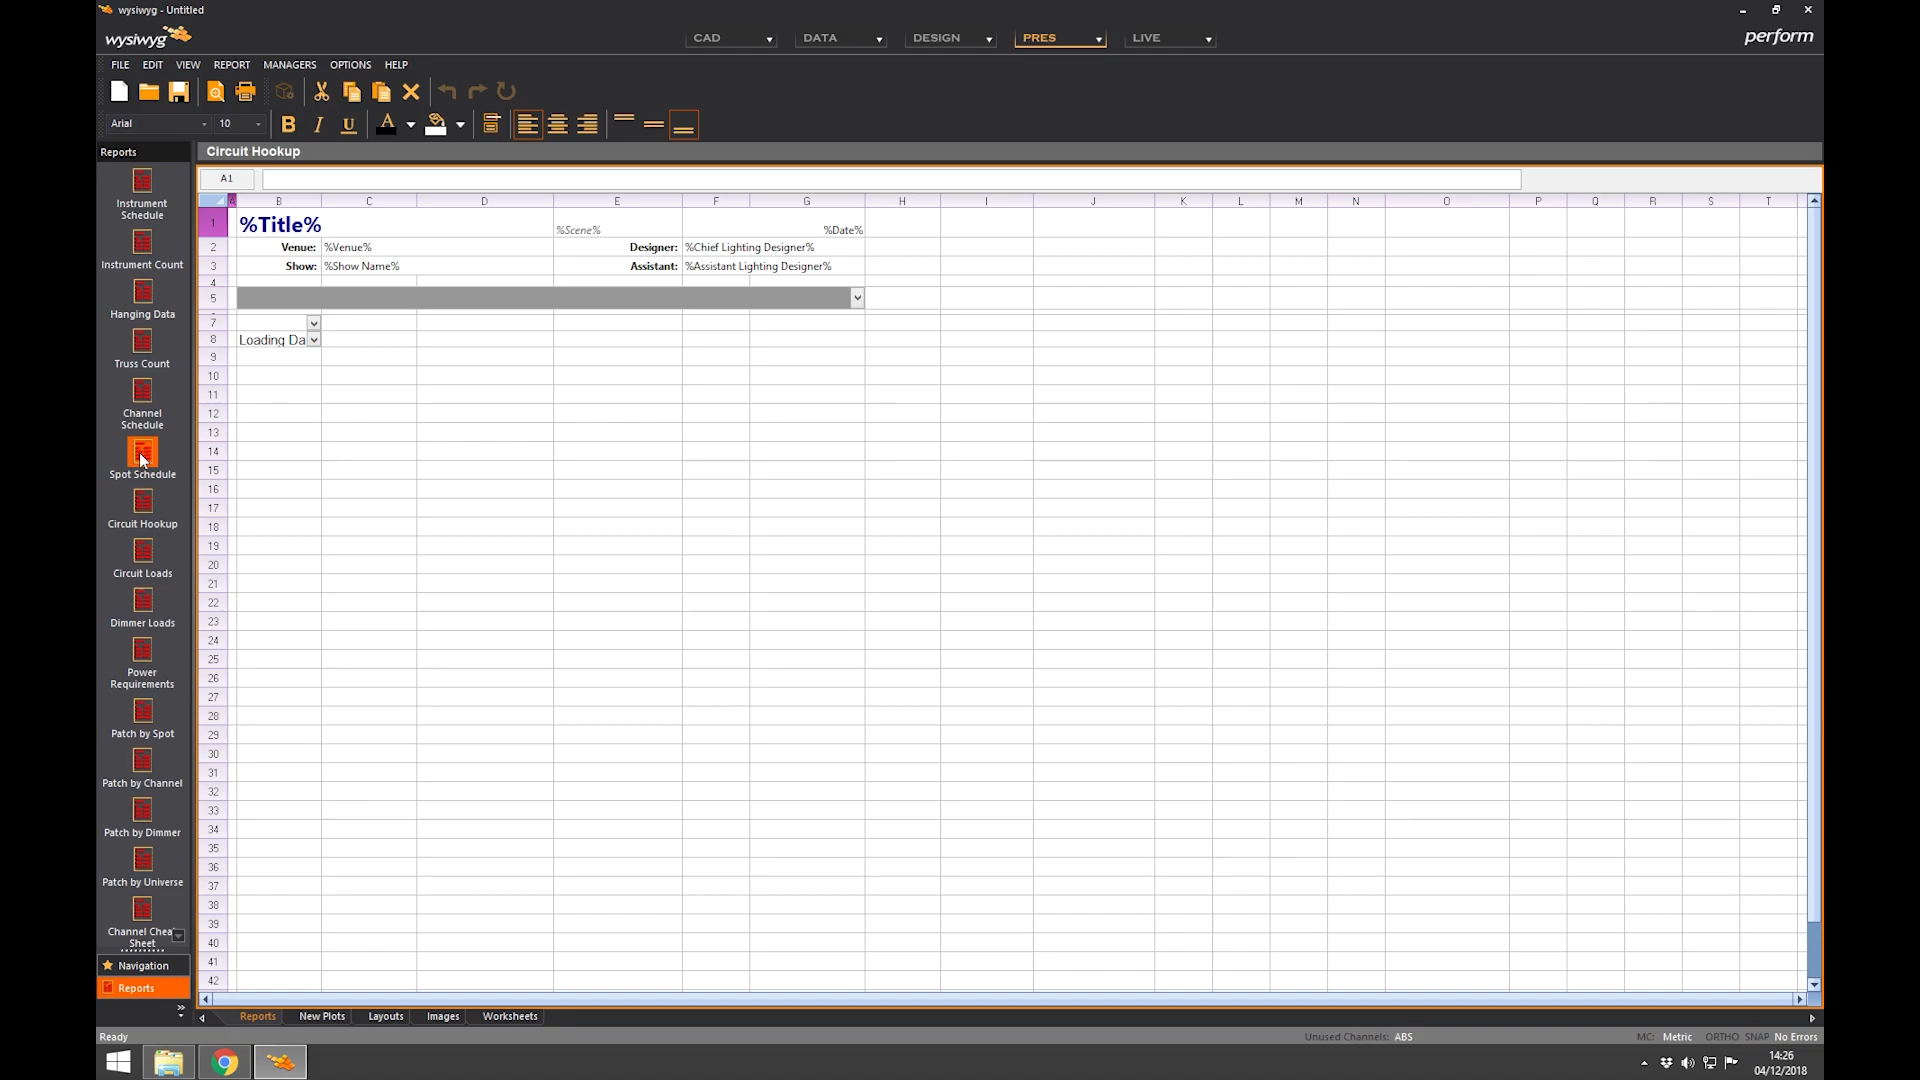 wysiwyg - Untitled
wysiwyg
CAD
DATA
DESIGN
PRES
LIVE
perform
FILE EDIT VIEW REPORT MANAGERS OPTIONS HELP
Arial 10 B I U A
Reports
Circuit Hookup
A1
Instrument
Schedule
Instrument Count
Hanging Data
Truss Count
Channel
Schedule
Spot Schedule
Circuit Hookup
Circuit Loads
Dimmer Loads
Power
Requirements
Patch by Spot
Patch by Channel
Patch by Dimmer
Patch by Universe
Channel Chea
Sheet
Navigation
Reports
A B C D E F G H I J K L M N O P Q R S T
1 %Title% %Scene% %Date%
2 Venue: %Venue% Designer: %Chief Lighting Designer%
3 Show: %Show Name% Assistant: %Assistant Lighting Designer%
4
5
7
8 Loading Da
9
10
11
12
13
14
15
16
17
18
19
20
21
22
23
24
25
26
27
28
29
30
31
32
33
34
35
36
37
38
39
40
41
42
Reports New Plots Layouts Images Worksheets
Ready
Unused Channels: ABS
MC: Metric ORTHO SNAP No Errors
14:26
04/12/2018